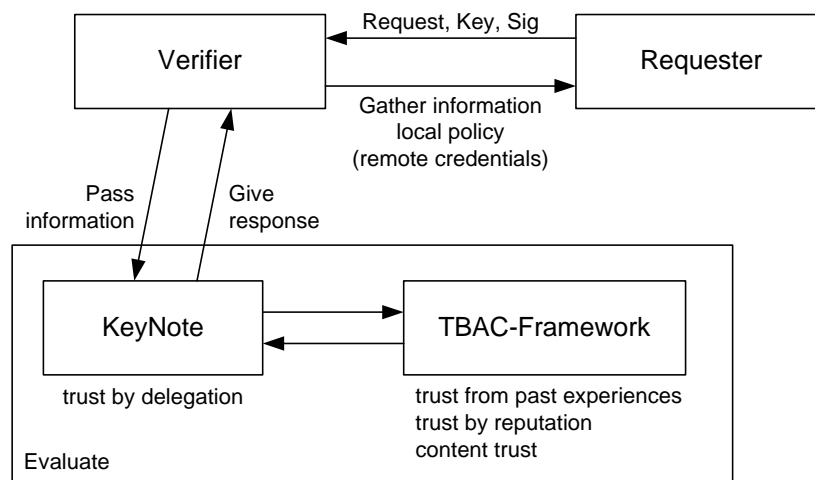 Request, Key, Sig
Verifier
Requester
Gather information
local policy
(remote credentials)
Pass
information
Give
response
KeyNote
TBAC-Framework
trust by delegation
trust from past experiences
trust by reputation
content trust
Evaluate